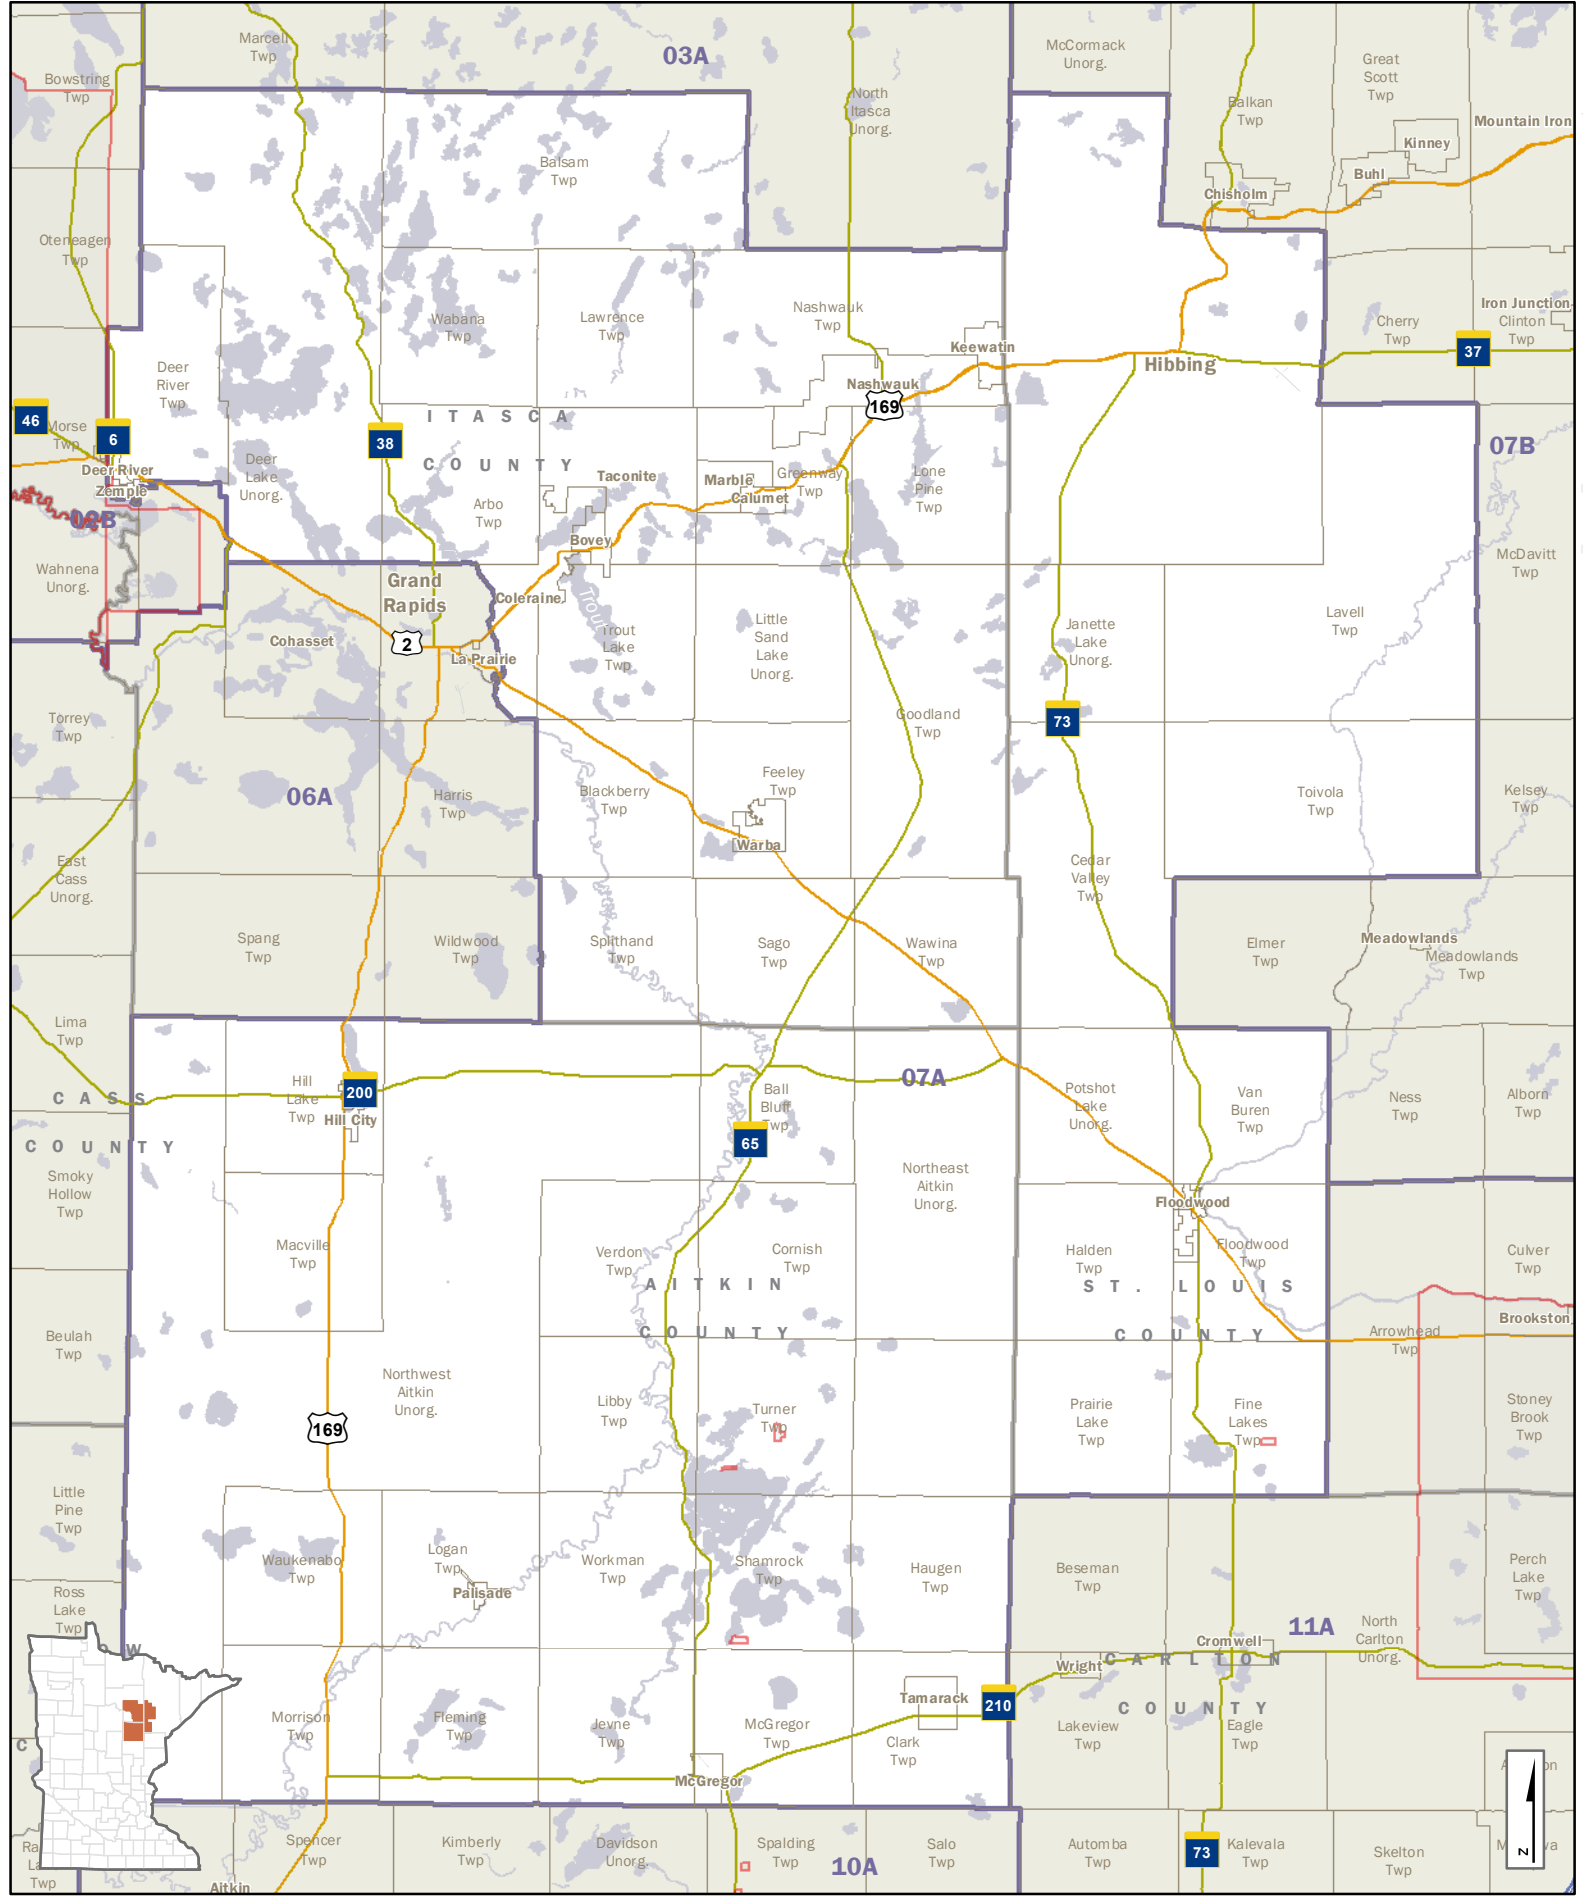 Marcell
Twp
03A
McCormack
Unorg.
Great
Scott
Twp
Bowstring
Twp
North
Itasca
Unorg.
Balkan
Twp
Mountain Iron
Kinney
Buhl
Chisholm
Balsam
Twp
Oteneagen
Twp
Wabana
Twp
Lawrence
Twp
Nashwauk
Twp
Keewatin
Hibbing
Cherry
Twp
Iron Junction
Clinton
Twp
37
Deer
River
Twp
Nashwauk
169
46
Morse
Twp
6
38
ITASCA
COUNTY
07B
Deer River
Zemple
02B
Deer
Lake
Unorg.
Arbo
Twp
Taconite
Marble
Calumet
Greenway
Twp
Lone
Pine
Twp
Bovey
McDavitt
Twp
Wahnena
Unorg.
Grand
Rapids
Coleraine
Trout
Cohasset
2
La Prairie
Trout
Lake
Twp
Little
Sand
Lake
Unorg.
Janette
Lake
Unorg.
Lavell
Twp
Torrey
Twp
Goodland
Twp
73
06A
Harris
Twp
Blackberry
Twp
Feeley
Twp
Warba
Toivola
Twp
Kelsey
Twp
East
Cass
Unorg.
Cedar
Valley
Twp
Spang
Twp
Wildwood
Twp
Splithand
Twp
Sago
Twp
Wawina
Twp
Elmer
Twp
Meadowlands
Meadowlands
Twp
Lima
Twp
CASS
COUNTY
Hill
Lake
Twp
200
Hill City
Ball
Bluff
Twp
65
07A
Potshot
Lake
Unorg.
Van
Buren
Twp
Ness
Twp
Alborn
Twp
Smoky
Hollow
Twp
Northeast
Aitkin
Unorg.
Floodwood
Macville
Twp
Verdon
Twp
Cornish
Twp
Halden
Twp
Floodwood
Twp
Culver
Twp
AITKIN
COUNTY
ST. LOUIS
COUNTY
Beulah
Twp
Arrowhead
Twp
Brookston
Northwest
Aitkin
Unorg.
Libby
Twp
Turner
Twp
Prairie
Lake
Twp
Fine
Lakes
Twp
Stoney
Brook
Twp
169
Little
Pine
Twp
Waukenabo
Twp
Logan
Twp
Palisade
Workman
Twp
Shamrock
Twp
Haugen
Twp
Beseman
Twp
Perch
Lake
Twp
Ross
Lake
Twp
W
11A
Cromwell
North
Carlton
Unorg.
Wright
CARLTON
COUNTY
Morrison
Twp
Fleming
Twp
Jevne
Twp
McGregor
Twp
Tamarack
210
Clark
Twp
Lakeview
Twp
Eagle
Twp
C
McGregor
N
Spencer
Twp
Kimberly
Twp
Davidson
Unorg.
Spalding
Twp
10A
Salo
Twp
Automba
Twp
73
Kalevala
Twp
Skelton
Twp
Aitkin